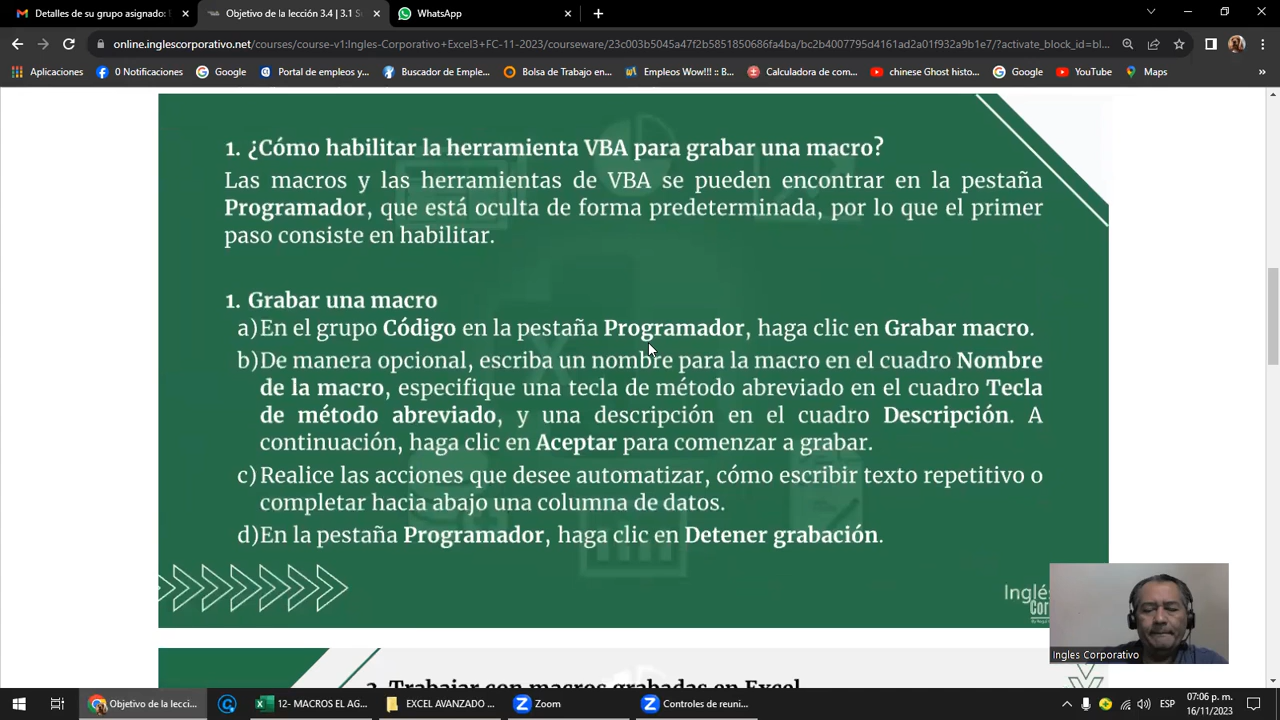 Detalles de su grupo asignado: l
Objetivo de la lección 3.4 | 3.1 S
WhatsApp
online.inglescorporativo.net/courses/course-v1:Ingles-Corporativo+Excel3+FC-11-2023/courseware/23c003b5045a47f2b5851850686fa4ba/bc2b4007795d4161ad2a01f932a9b1e7/?activate_block_id=bl...
Aplicaciones
0 Notificaciones
Google
Portal de empleos y...
Buscador de Emple...
Bolsa de Trabajo en...
Empleos Wow!!! :: B...
Calculadora de com...
chinese Ghost histo...
Google
YouTube
Maps
1. ¿Cómo habilitar la herramienta VBA para grabar una macro?
Las macros y las herramientas de VBA se pueden encontrar en la pestaña
Programador, que está oculta de forma predeterminada, por lo que el primer
paso consiste en habilitar.
1. Grabar una macro
a) En el grupo Código en la pestaña Programador, haga clic en Grabar macro.
b) De manera opcional, escriba un nombre para la macro en el cuadro Nombre
de la macro, especifique una tecla de método abreviado en el cuadro Tecla
de método abreviado, y una descripción en el cuadro Descripción. A
continuación, haga clic en Aceptar para comenzar a grabar.
c) Realice las acciones que desee automatizar, cómo escribir texto repetitivo o
completar hacia abajo una columna de datos.
d) En la pestaña Programador, haga clic en Detener grabación.
Inglés
Cor
Ingles Corporativo
2. Trabajar con macros grabadas en Excel
Objetivo de la lecci...
12- MACROS EL AG...
EXCEL AVANZADO ...
Zoom
Controles de reuni...
ESP
07:06 p. m.
16/11/2023